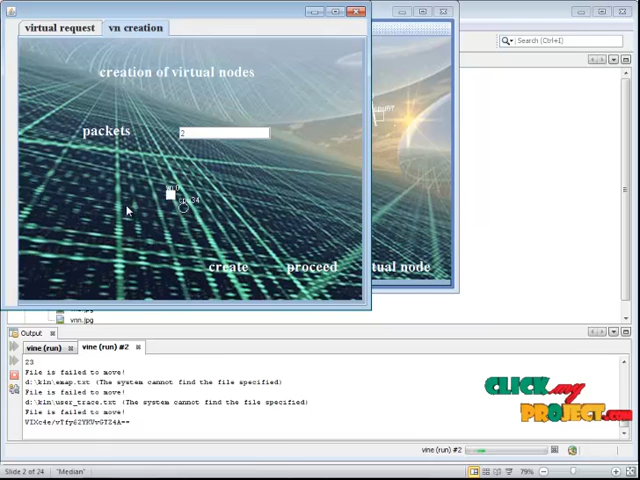 virtual request
vn creation
creation of virtual nodes
packets
2
create
proceed
tual node
Search (Ctrl+I)
vnn.jpg
Output
vine (run)
vine (run) #2
23
File is failed to move!
d:\kln\emap.txt (The system cannot find the file specified)
File is failed to move!
d:\kln\user_trace.txt (The system cannot find the file specified)
File is failed to move!
CLICK.my
PROJECT.com
vine (run) #2
Slide 2 of 24
"Median"
79%